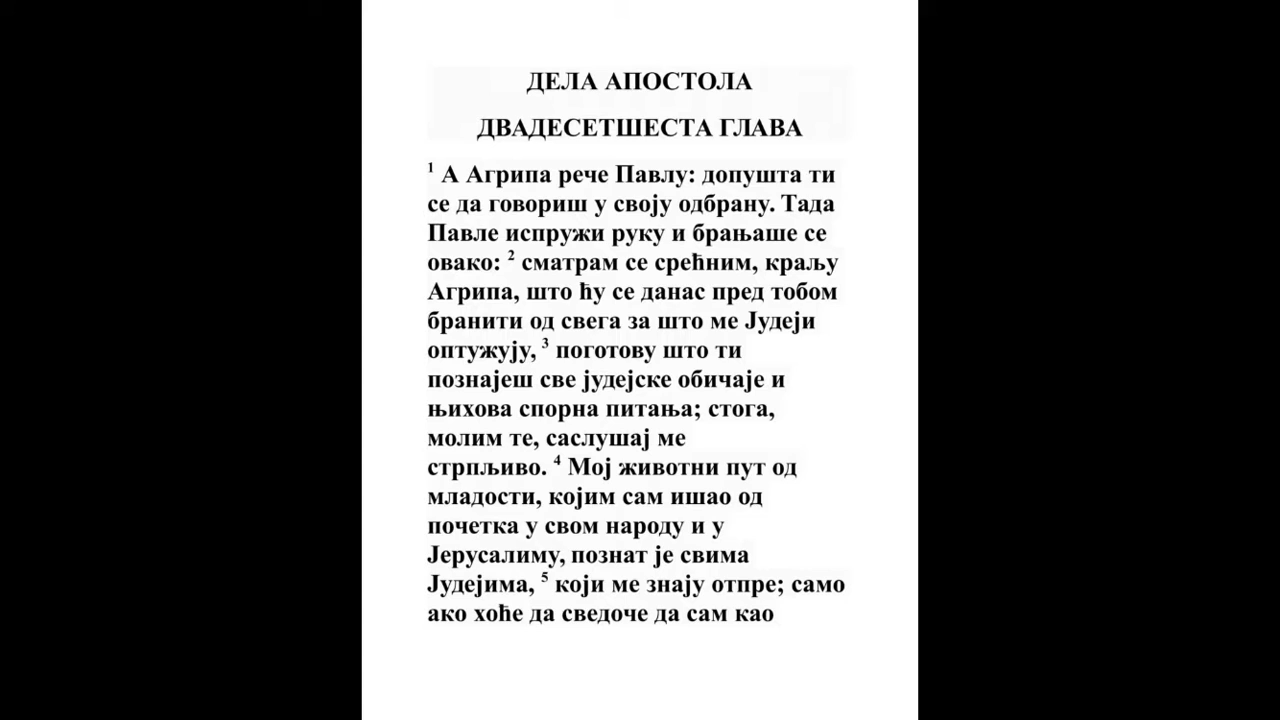 ДЕЛА АПОСТОЛА
ДВАДЕСЕТШЕСТА ГЛАВА
1 А Агрипа рече Павлу: допушта ти
се да говориш у своју одбрану. Тада
Павле испружи руку и брањаше се
овако: 2 сматрам се срећним, краљу
Агрипа, што ћу се данас пред тобом
бранити од свега за што ме Јудеји
оптужују, 3 поготову што ти
познајеш све јудејске обичаје и
њихова спорна питања; стога,
молим те, саслушај ме
стрпљиво. 4 Мој животни пут од
младости, којим сам ишао од
почетка у свом народу и у
Јерусалиму, познат је свима
Јудејима, 5 који ме знају отпре; само
ако хоће да сведоче да сам као